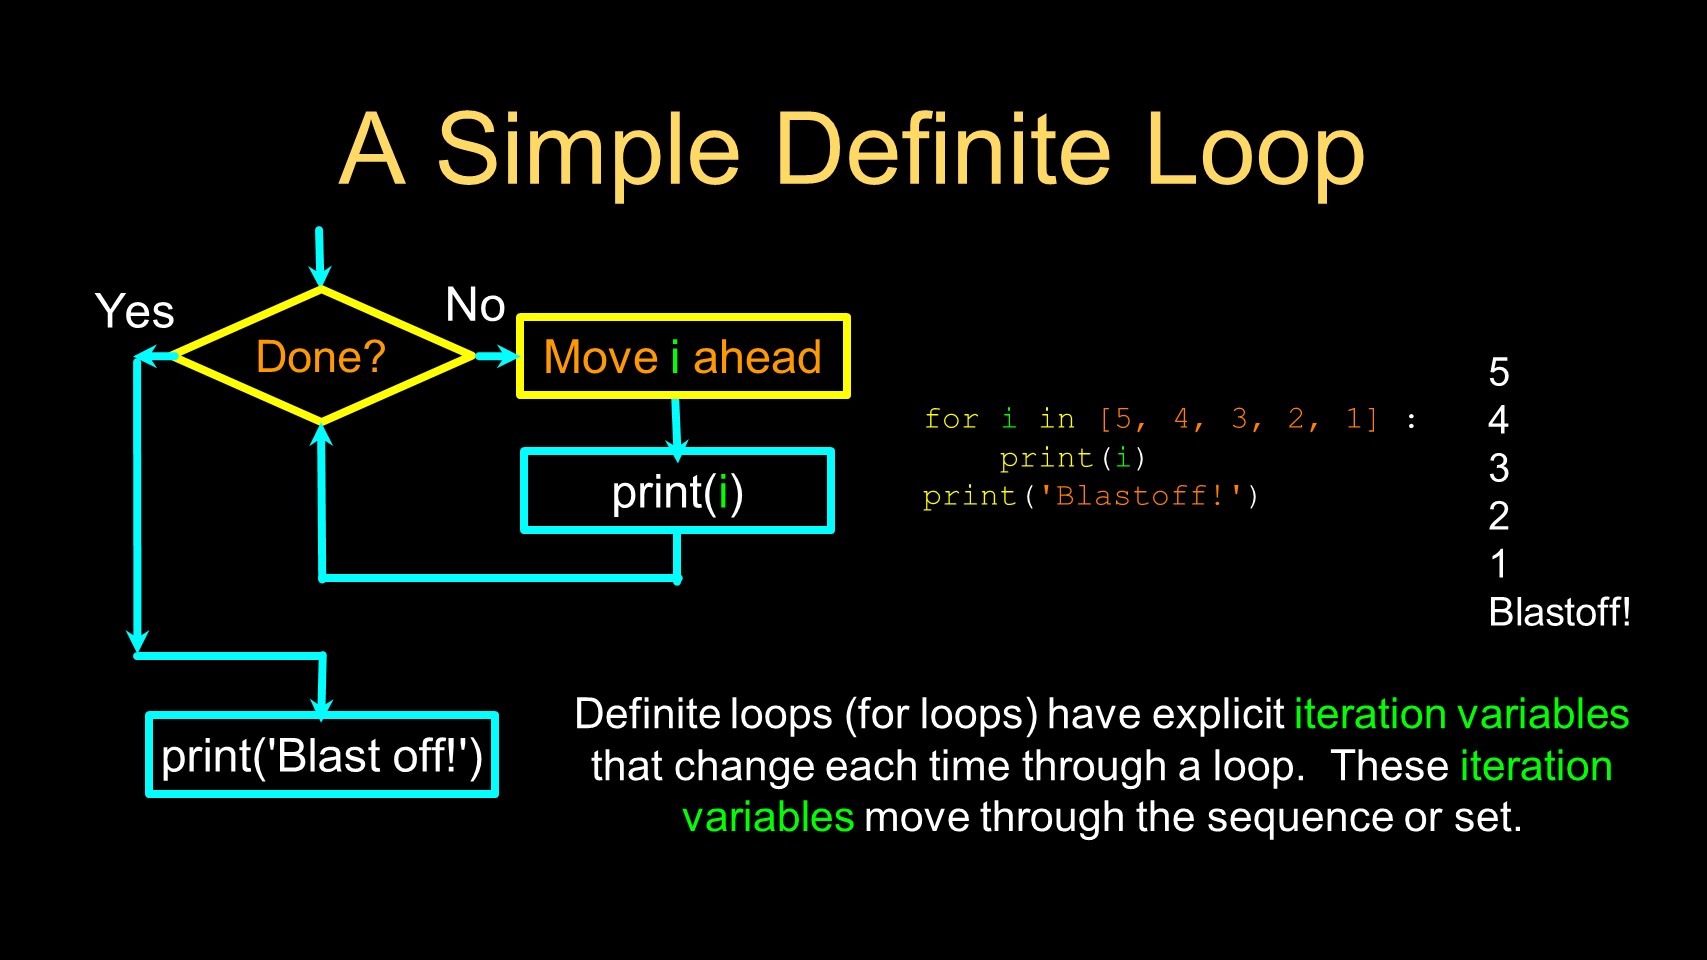 A Simple Definite Loop
Yes
No
Done?
Move i ahead
print(i)
print('Blast off!')
for i in [5, 4, 3, 2, 1] :
    print(i)
print('Blastoff!')
5
4
3
2
1
Blastoff!
Definite loops (for loops) have explicit iteration variables
that change each time through a loop.  These iteration
variables move through the sequence or set.